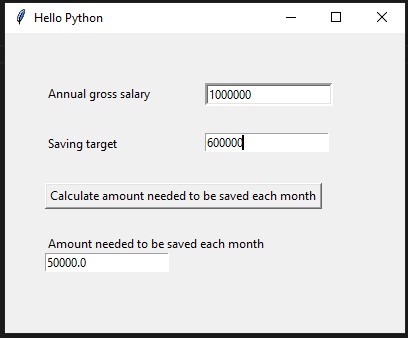 Hello Python
Annual gross salary 1000000
Saving target 600000
Calculate amount needed to be saved each month
Amount needed to be saved each month
50000.0